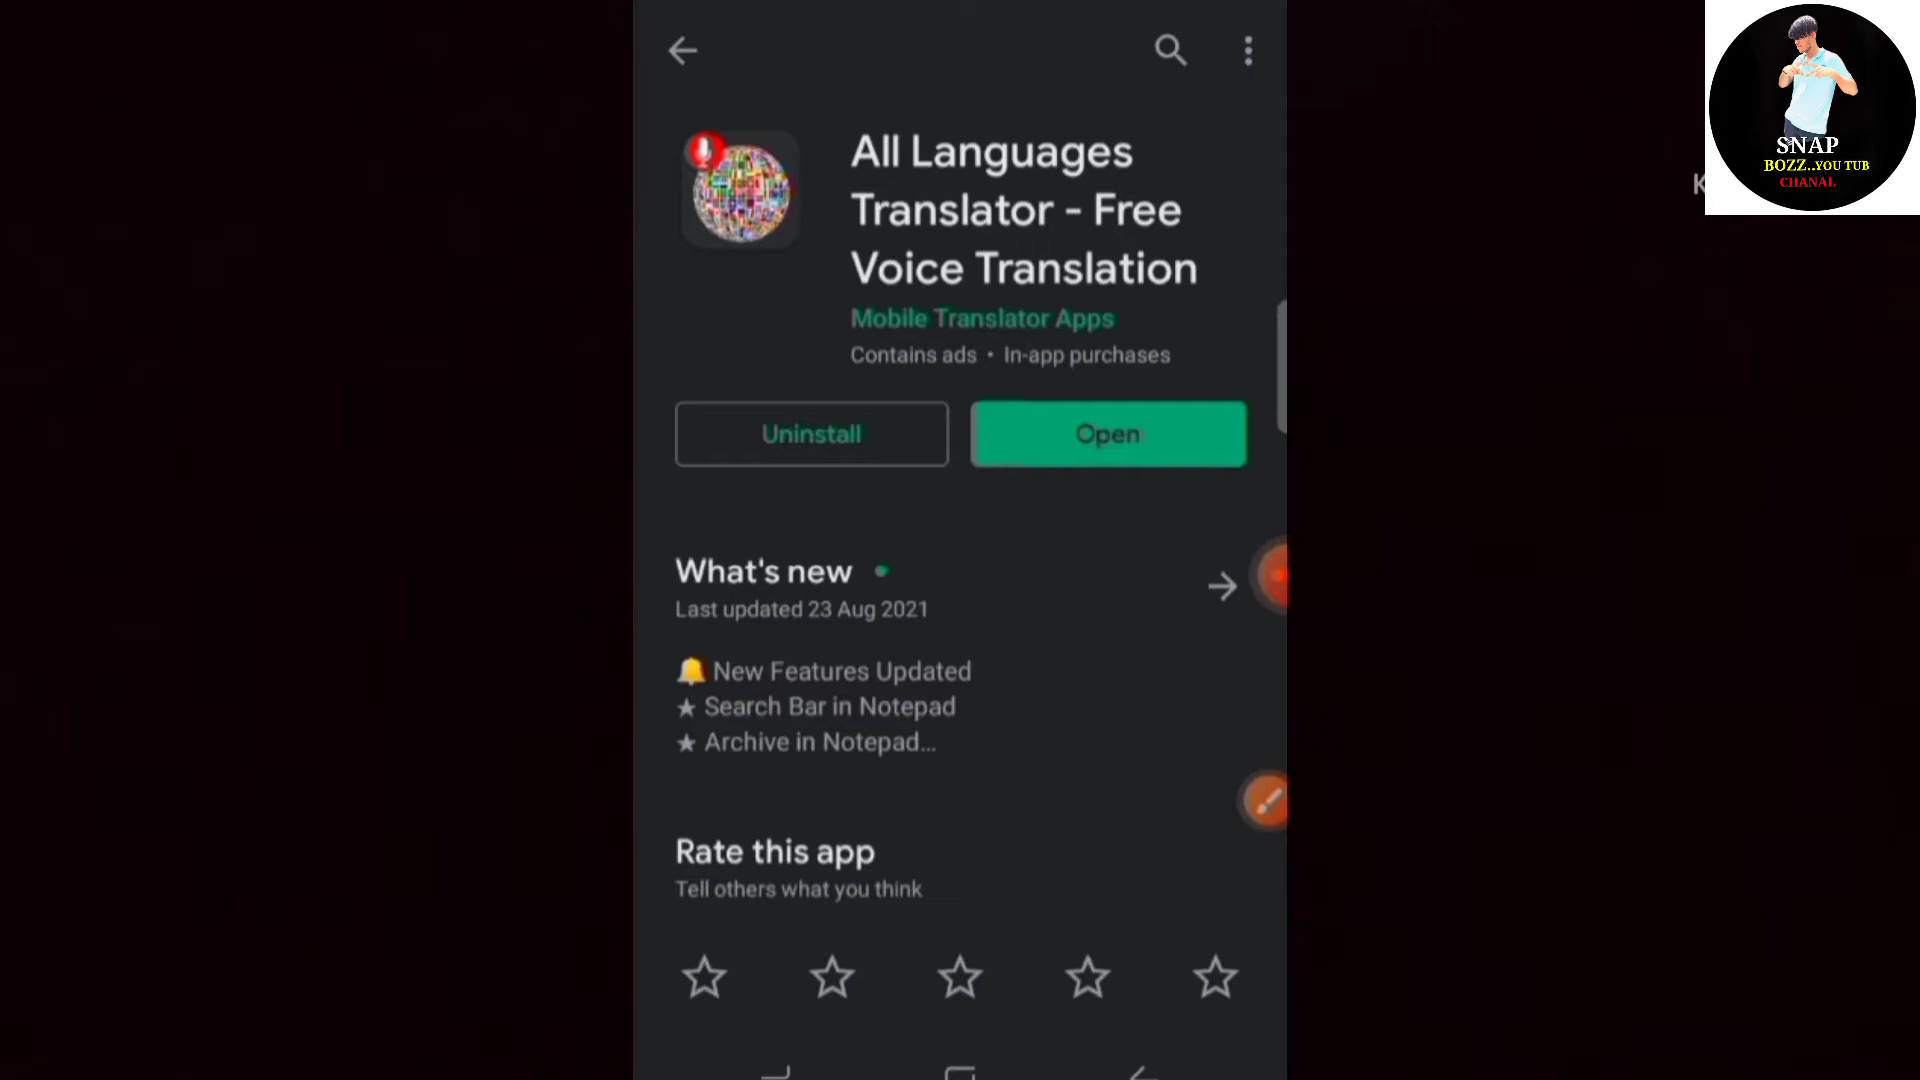 All Languages
Translator - Free
Voice Translation
Mobile Translator Apps
Contains ads • In-app purchases
Uninstall
Open
What's new
Last updated 23 Aug 2021
🔔 New Features Updated
★ Search Bar in Notepad
★ Archive in Notepad...
Rate this app
Tell others what you think
SNAP
BOZZ..YOU TUB
CHANAL
K